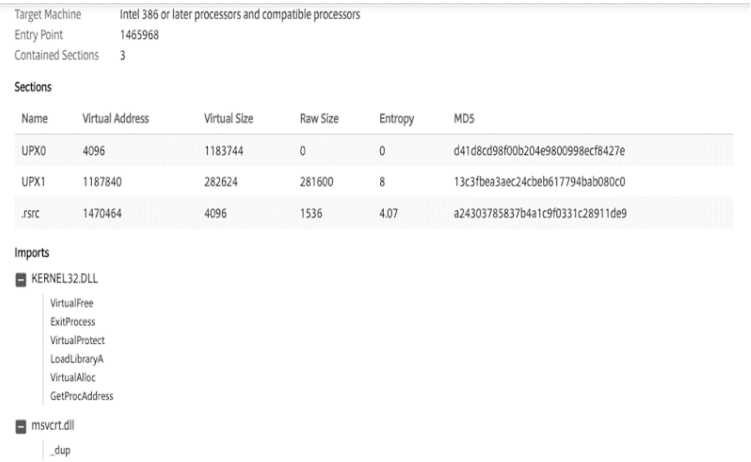 Target Machine Intel 386 or later processors and compatible processors
Entry Point 1465968
Contained Sections 3
Sections
Name Virtual Address Virtual Size Raw Size Entropy MD5
UPX0 4096 1183744 0 0 d41d8cd98f00b204e9800998ecf8427e
UPX1 1187840 282624 281600 8 13c3fbea3aec24cbeb617794bab080c0
.rsrc 1470464 4096 1536 4.07 a24303785837b4a1c9f0331c28911de9
Imports
KERNEL32.DLL
VirtualFree
ExitProcess
VirtualProtect
LoadLibraryA
VirtualAlloc
GetProcAddress
msvcrt.dll
_dup